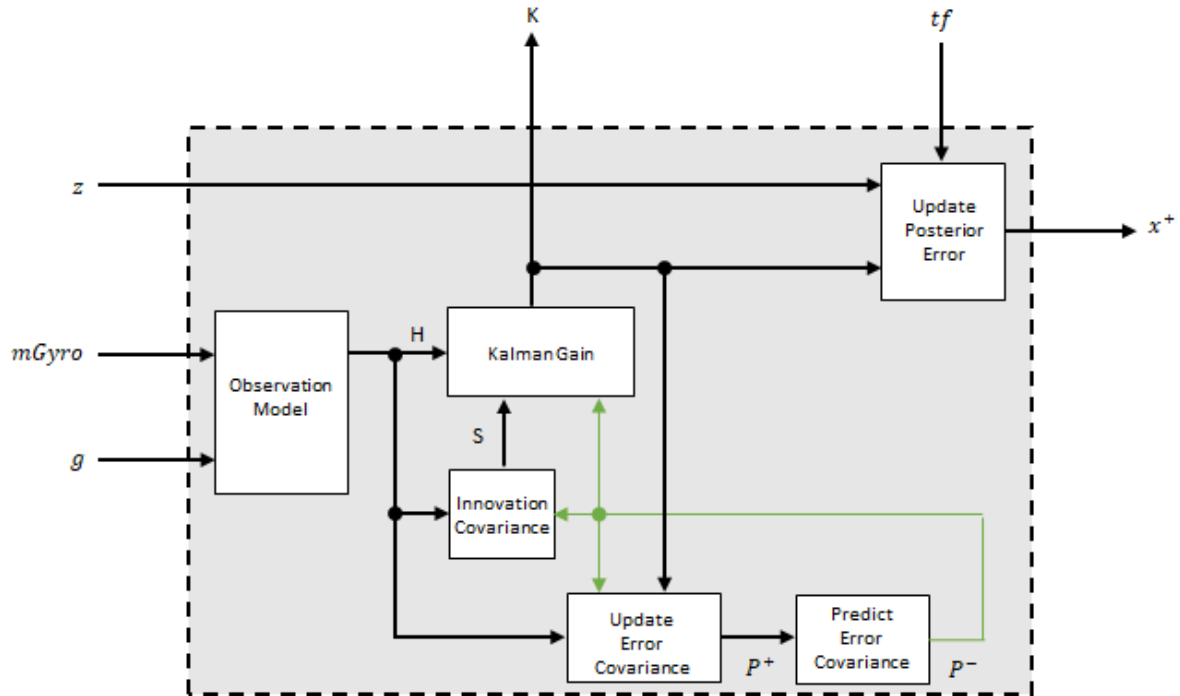 K
tf
z
Update
Posterior
Error
x⁺
H
mGyro
Kalman Gain
Observation
Model
g
S
Innovation
Covariance
Update
Error
Covariance
P⁺
Predict
Error
Covariance
P⁻